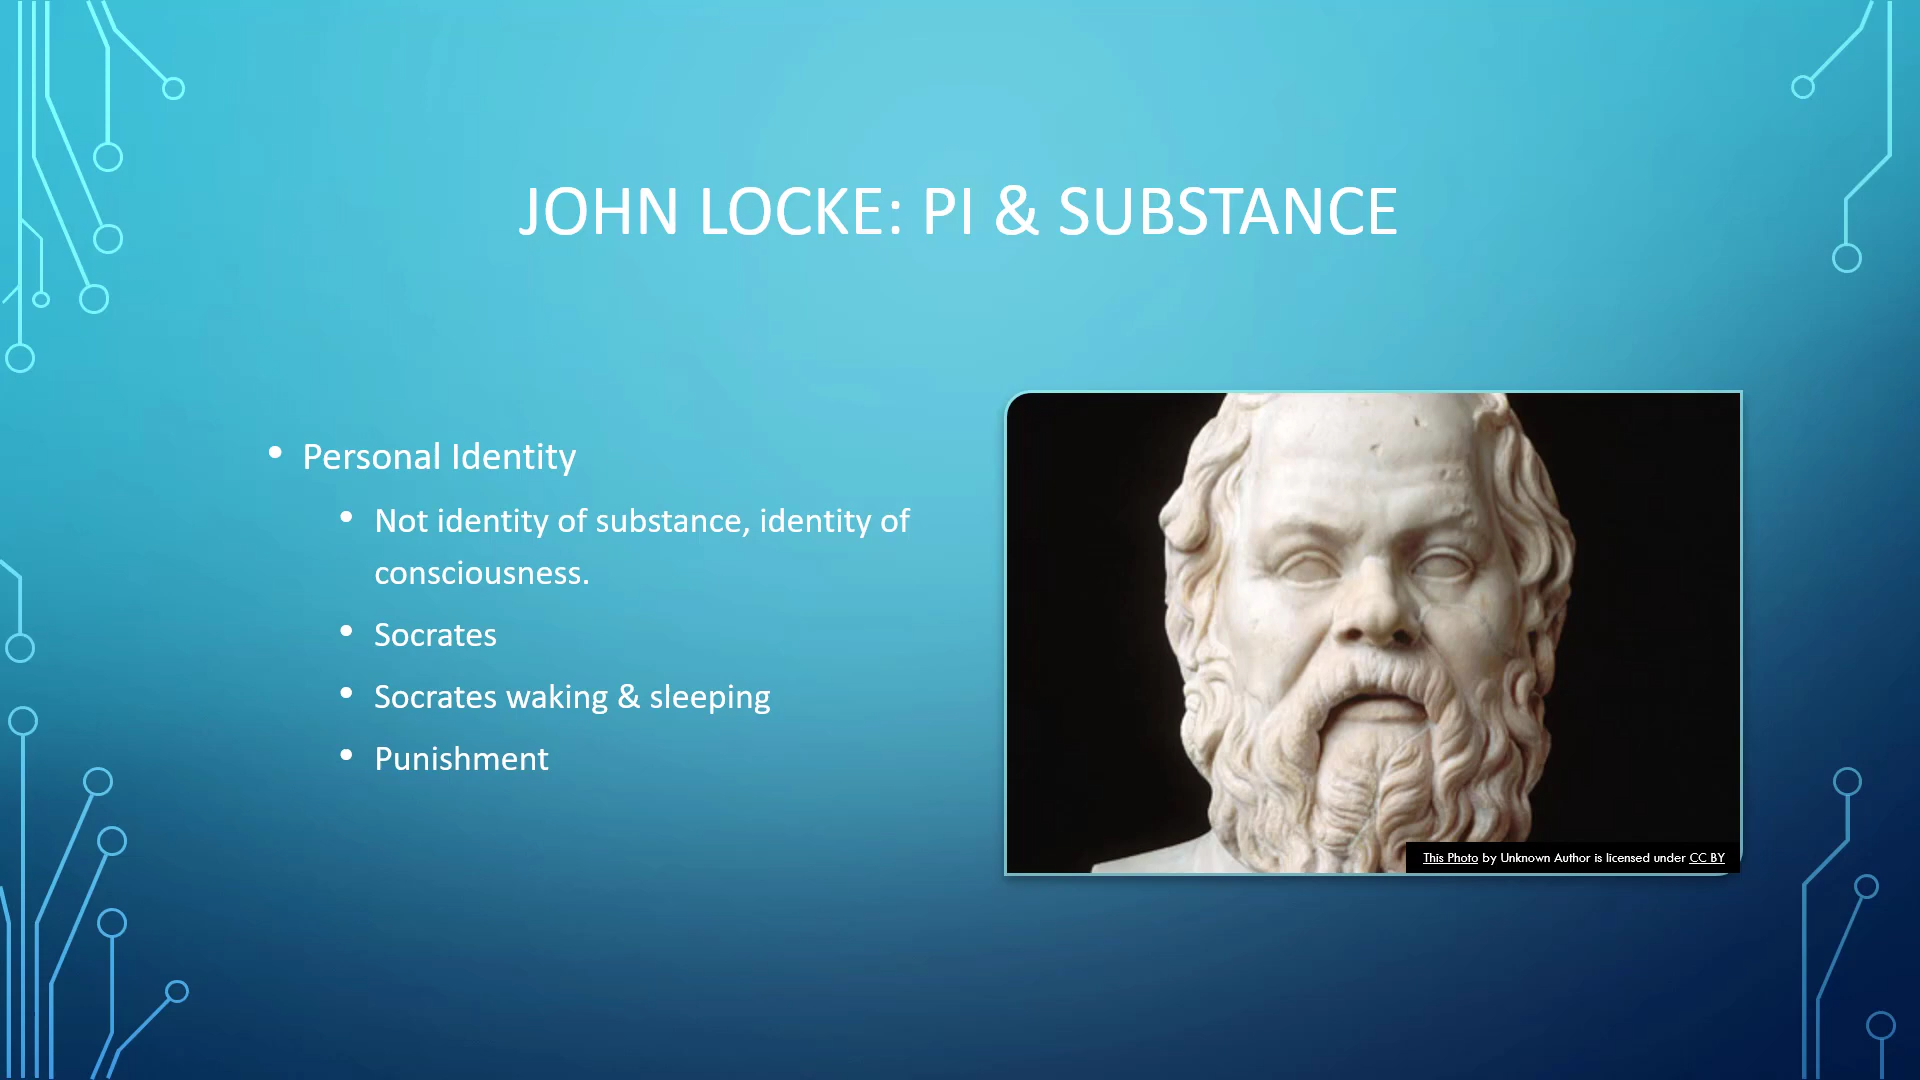 JOHN LOCKE: PI & SUBSTANCE
• Personal Identity
• Not identity of substance, identity of
consciousness.
• Socrates
• Socrates waking & sleeping
• Punishment
This Photo by Unknown Author is licensed under CC BY